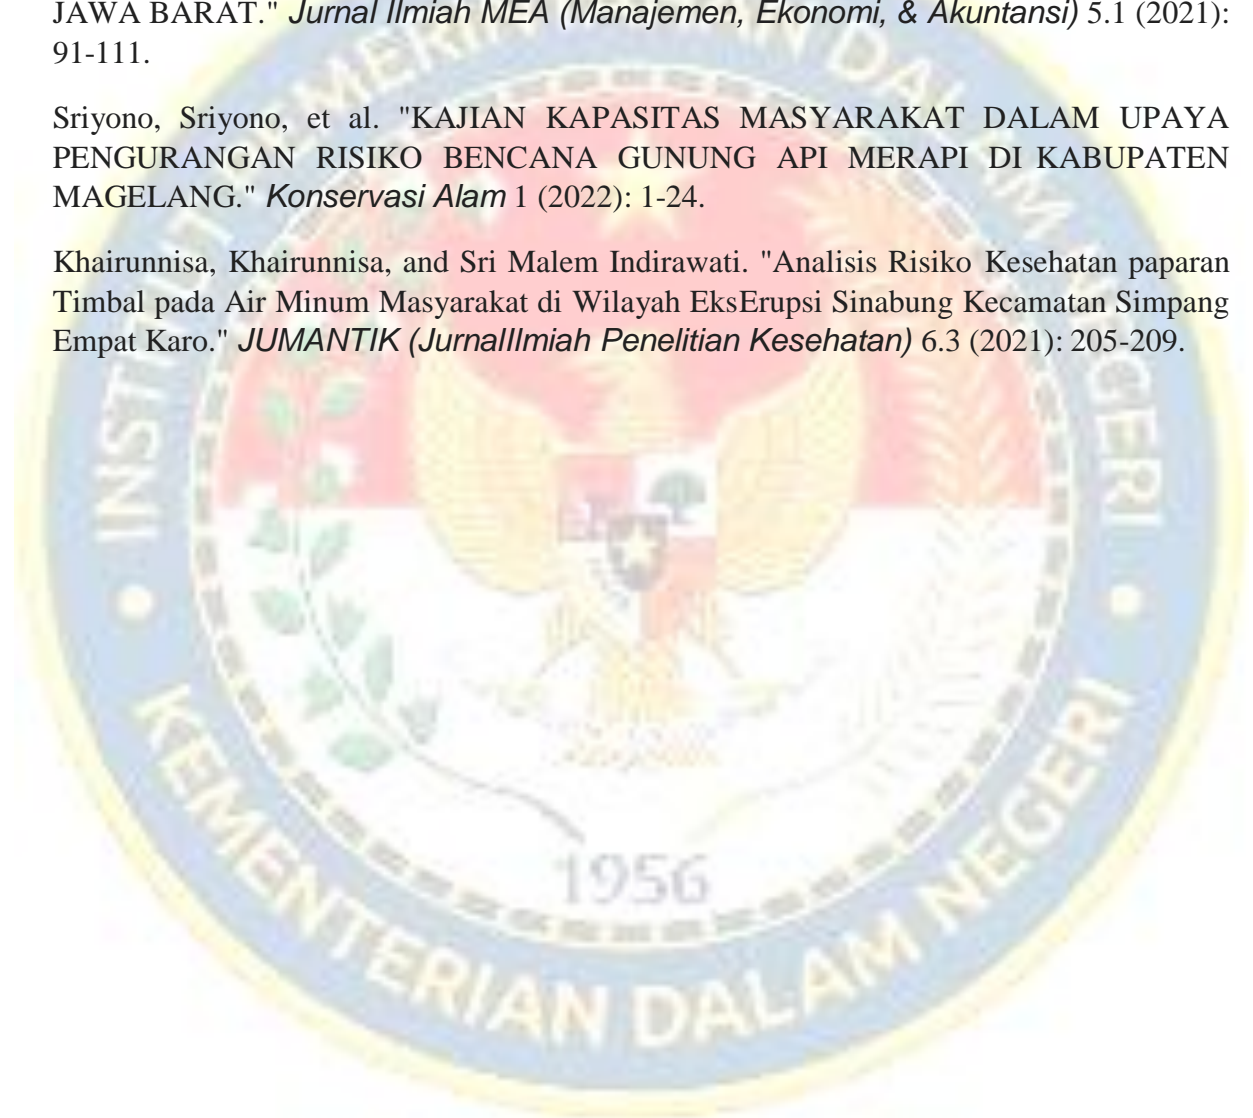 JAWA BARAT." Jurnal Ilmiah MEA (Manajemen, Ekonomi, & Akuntansi) 5.1 (2021):
91-111.
Sriyono, Sriyono, et al. "KAJIAN KAPASITAS MASYARAKAT DALAM UPAYA
PENGURANGAN RISIKO BENCANA GUNUNG API MERAPI DI KABUPATEN
MAGELANG." Konservasi Alam 1 (2022): 1-24.
Khairunnisa, Khairunnisa, and Sri Malem Indirawati. "Analisis Risiko Kesehatan paparan
Timbal pada Air Minum Masyarakat di Wilayah EksErupsi Sinabung Kecamatan Simpang
Empat Karo." JUMANTIK (JurnalIlmiah Penelitian Kesehatan) 6.3 (2021): 205-209.
INSTITUT PEMERINTAHAN DALAM NEGERI
1956
KEMENTERIAN DALAM NEGERI